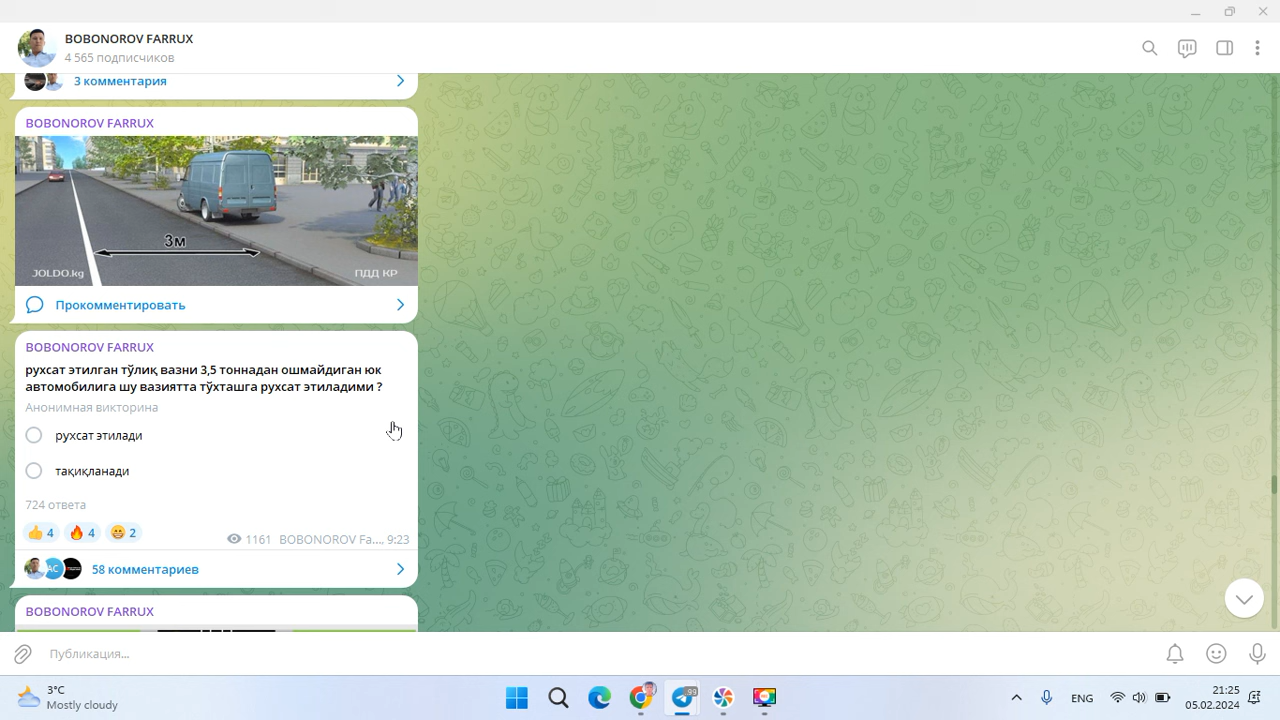 BOBONOROV FARRUX
4 565 подписчиков
3 комментария
BOBONOROV FARRUX
3м
JOLDO.kg
ПДД КР
Прокомментировать
BOBONOROV FARRUX
рухсат этилган тўлиқ вазни 3,5 тоннадан ошмайдиган юк
автомобилига шу вазиятта тўхташга рухсат этиладими ?
Анонимная викторина
рухсат этилади
тақиқланади
724 ответа
4 4 2
1161 BOBONOROV Fa.... 9:23
АС
58 комментариев
BOBONOROV FARRUX
Публикация...
3°C
Mostly cloudy
99
ENG
21:25
05.02.2024